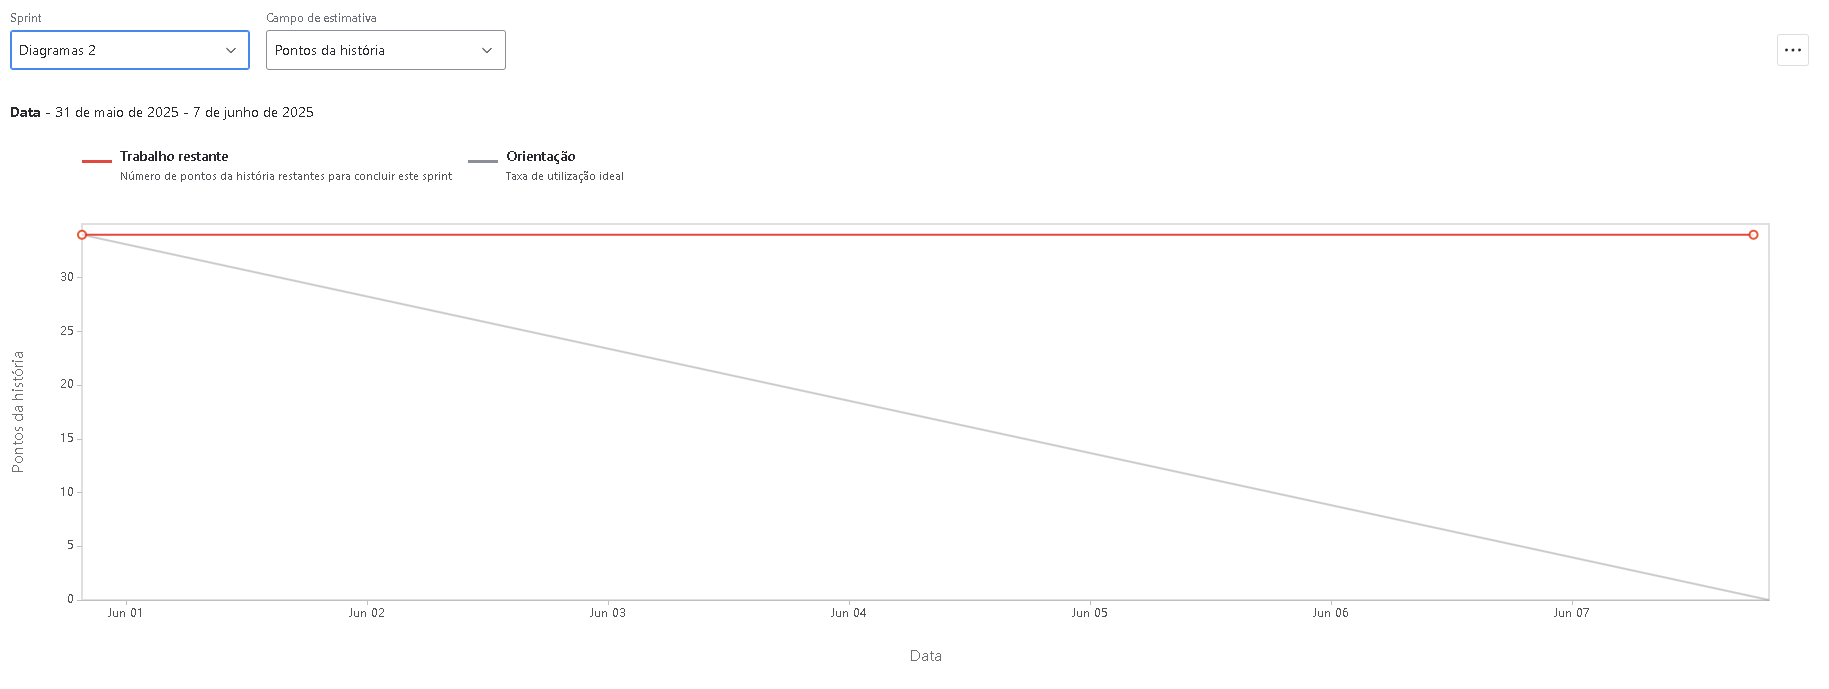 Sprint
Campo de estimativa
Diagramas 2
Pontos da história
Data - 31 de maio de 2025 - 7 de junho de 2025
Trabalho restante
Número de pontos da história restantes para concluir este sprint
Orientação
Taxa de utilização ideal
Pontos da história
30
25
20
15
10
5
0
Jun 01
Jun 02
Jun 03
Jun 04
Jun 05
Jun 06
Jun 07
Data